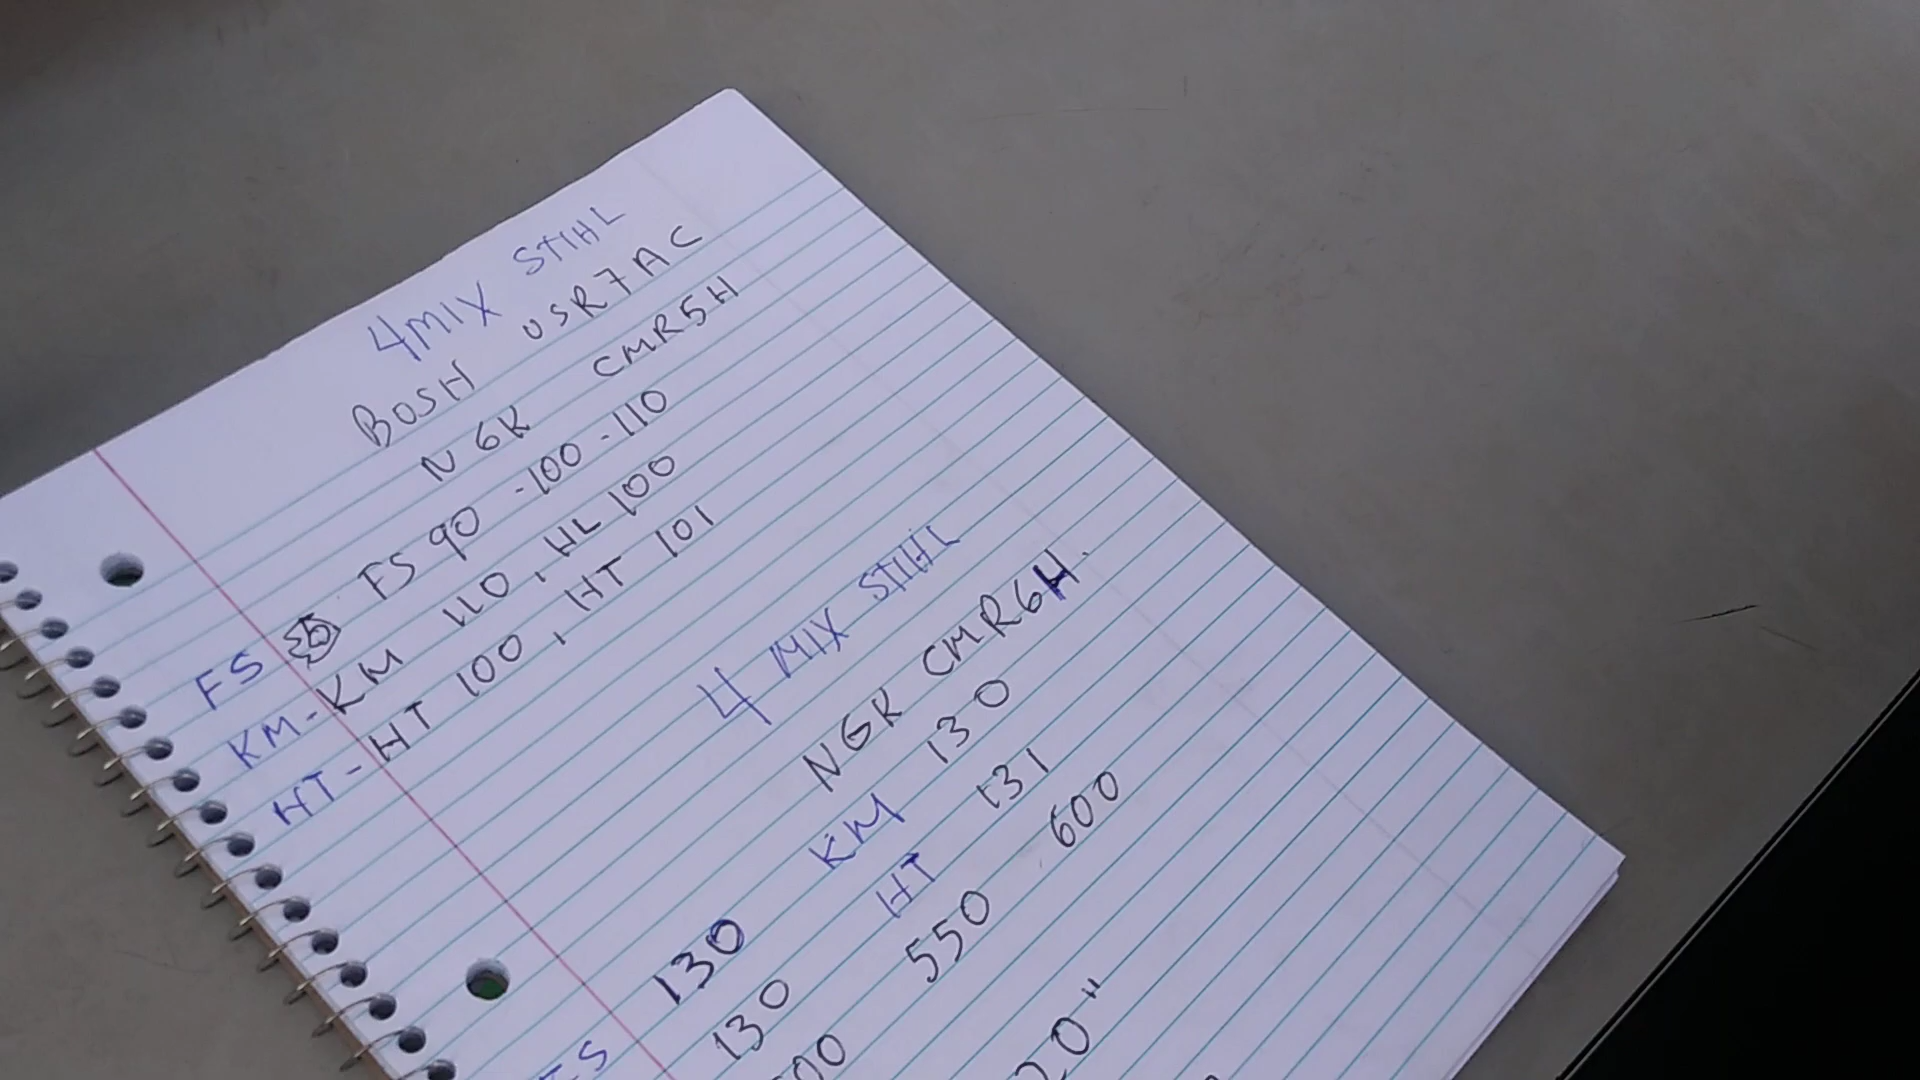 4MIX STIHL
BOSH USR7AC
NGK CMR5H
FS FS 90 -100 -110
KM - KM 110, HL 100
HT - HT 100, HT 101
4 MIX STIHL
NGK CMR6H.
130 KM 130
130 HT 131
550 600
20"